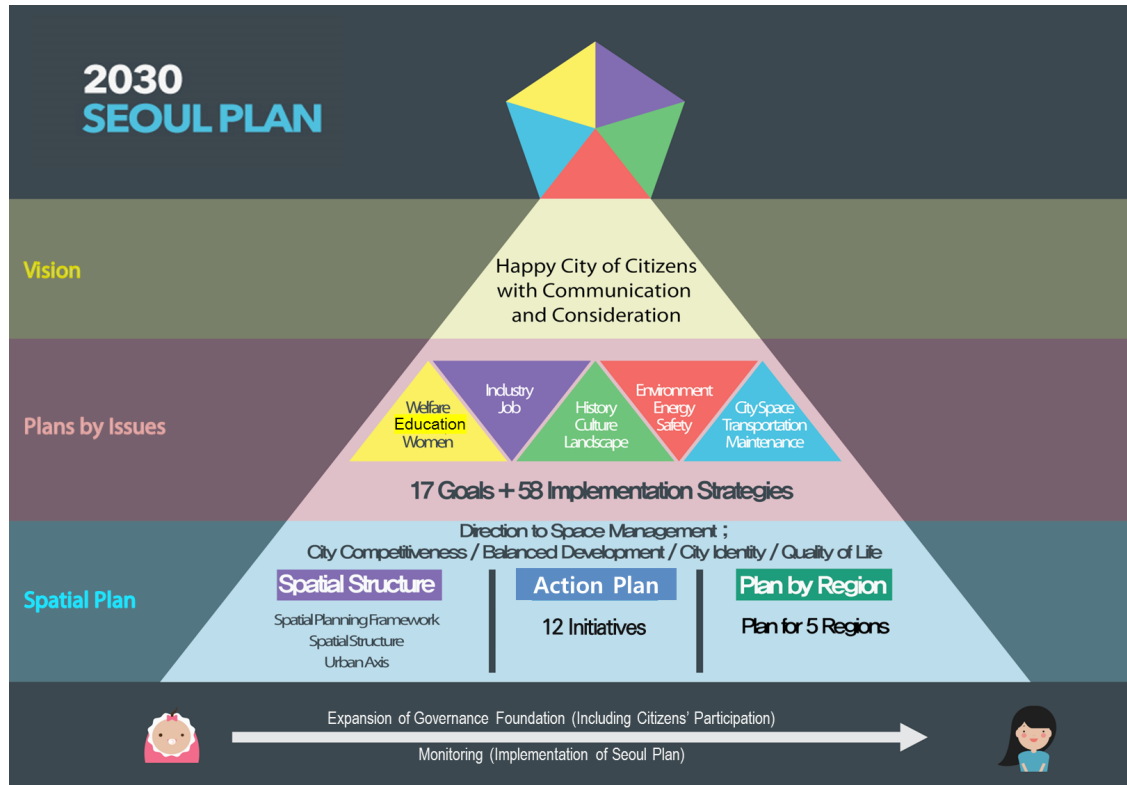 2030
SEOUL PLAN
Vision
Happy City of Citizens
with Communication
and Consideration
Plans by Issues
Welfare
Education
Women
Industry
Job
History
Culture
Landscape
Environment
Energy
Safety
City Space
Transportation
Maintenance
17 Goals + 58 Implementation Strategies
Spatial Plan
Direction to Space Management ;
City Competitiveness / Balanced Development / City Identity / Quality of Life
Spatial Structure
Spatial Planning Framework
Spatial Structure
Urban Axis
Action Plan
12 Initiatives
Plan by Region
Plan for 5 Regions
Expansion of Governance Foundation (Including Citizens' Participation)
Monitoring (Implementation of Seoul Plan)